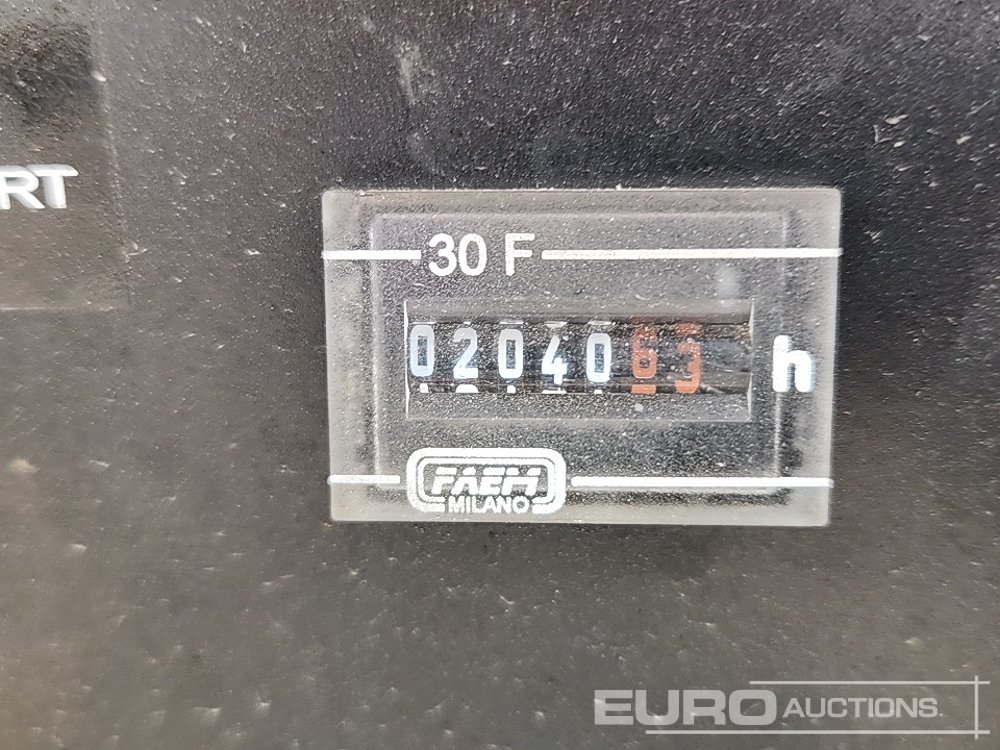 RT
30 F
0204063 h
FAEM
MILANO
EURO AUCTIONS.